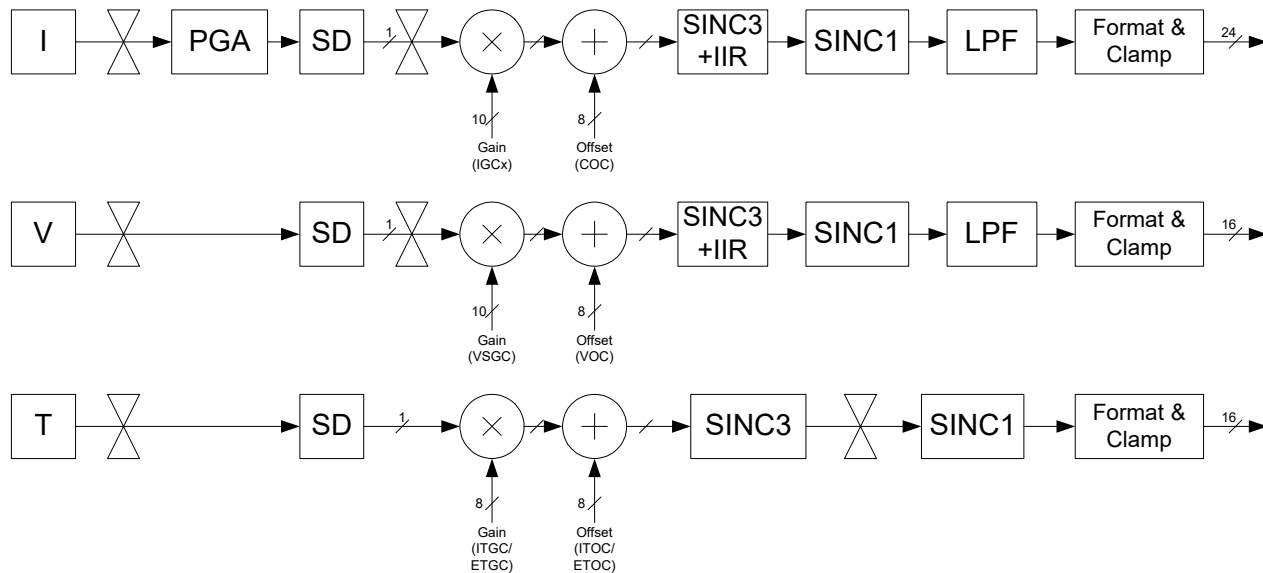 I
PGA
SD
1
SINC3
+IIR
SINC1
LPF
Format &
Clamp
24
10
Gain
(IGCx)
8
Offset
(COC)
V
SD
1
SINC3
+IIR
SINC1
LPF
Format &
Clamp
16
10
Gain
(VSGC)
8
Offset
(VOC)
T
SD
1
SINC3
SINC1
Format &
Clamp
16
8
Gain
(ITGC/
ETGC)
8
Offset
(ITOC/
ETOC)